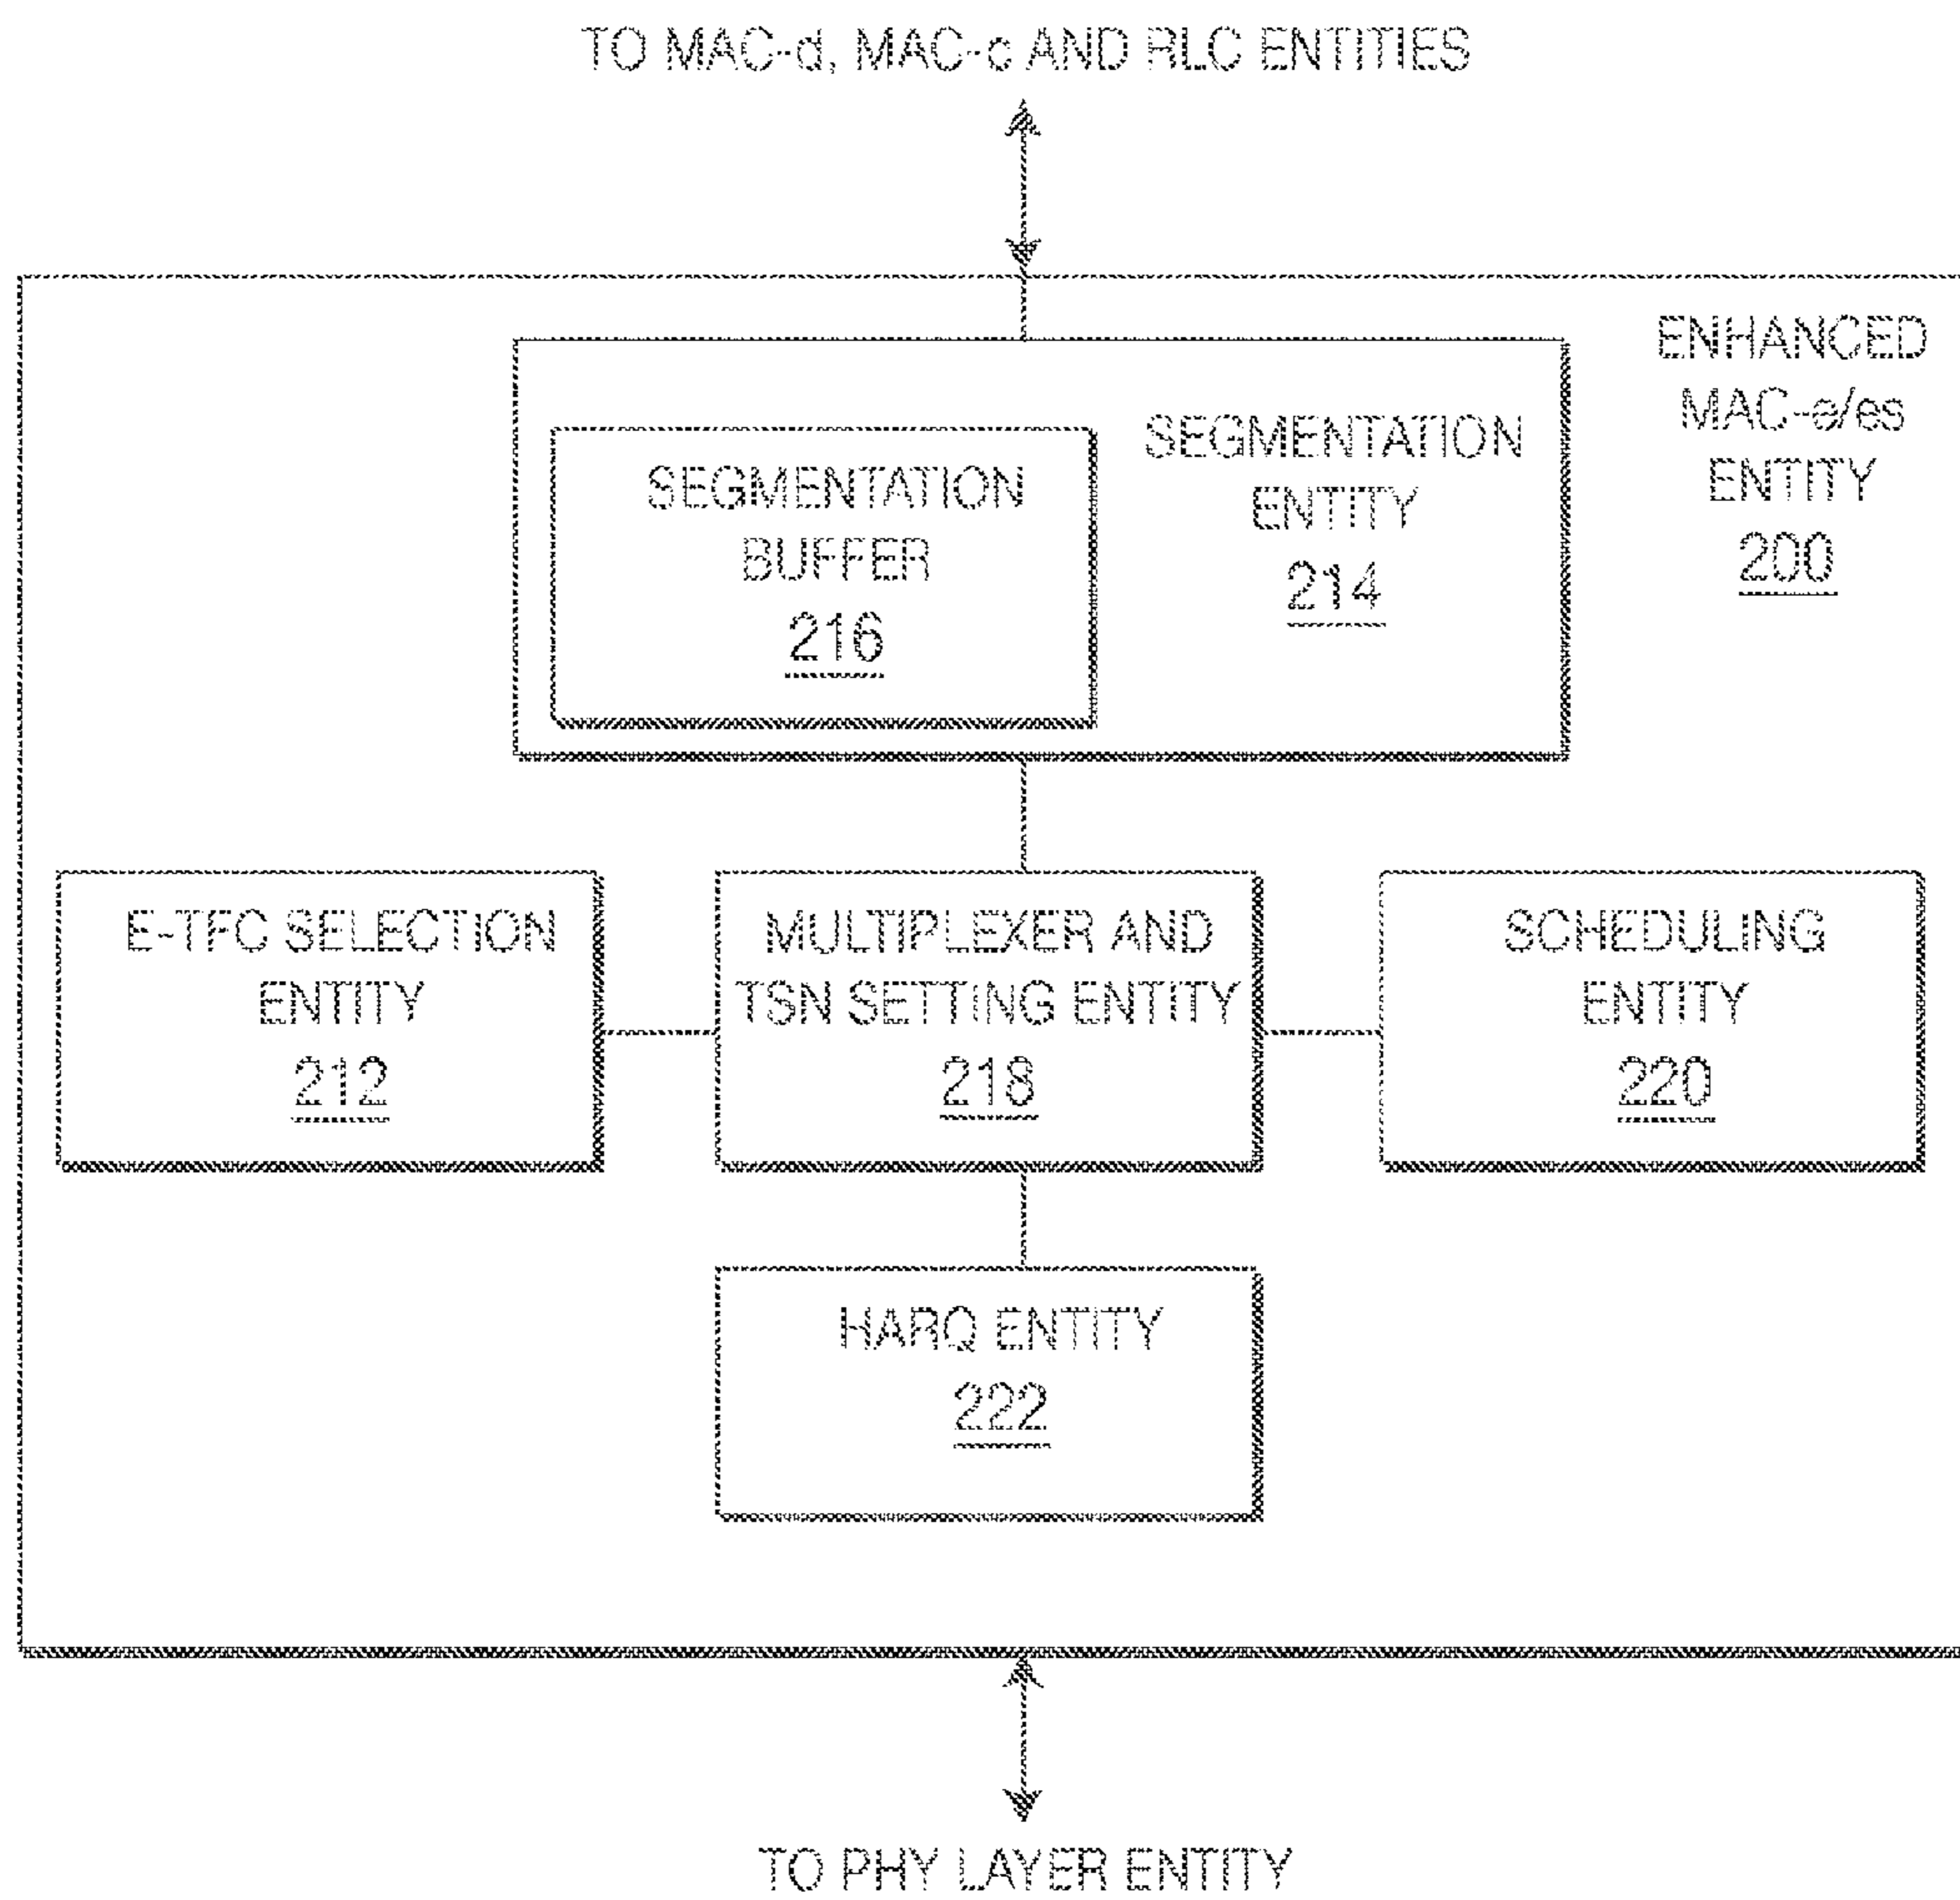 TO MAC-d, MAC-c AND RLC ENTITIES
ENHANCED
MAC-e/es
ENTITY
200
SEGMENTATION
ENTITY
214
SEGMENTATION
BUFFER
216
E-TFC SELECTION
ENTITY
212
MULTIPLEXER AND
TSN SETTING ENTITY
218
SCHEDULING
ENTITY
220
HARQ ENTITY
222
TO PHY LAYER ENTITY